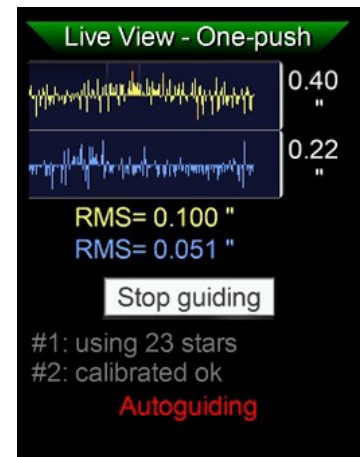 Live View - One-push
0.40
"
0.22
"
RMS= 0.100 "
RMS= 0.051 "
Stop guiding
#1: using 23 stars
#2: calibrated ok
Autoguiding